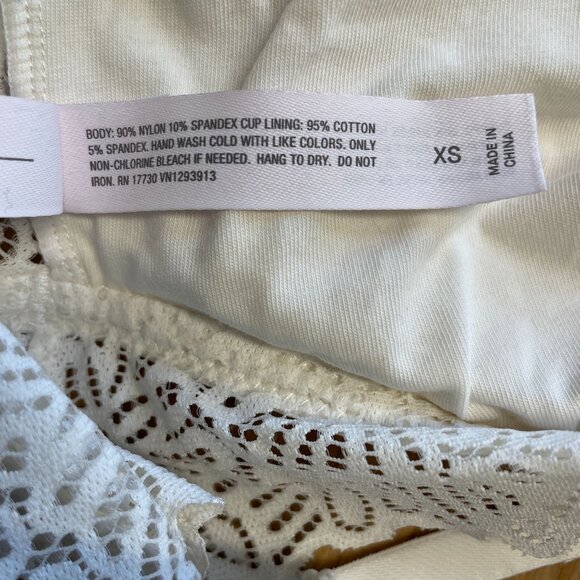 BODY: 90% NYLON 10% SPANDEX CUP LINING: 95% COTTON
5% SPANDEX. HAND WASH COLD WITH LIKE COLORS. ONLY
NON-CHLORINE BLEACH IF NEEDED. HANG TO DRY. DO NOT
IRON. RN 17730 VN1293913
XS
MADE IN
CHINA